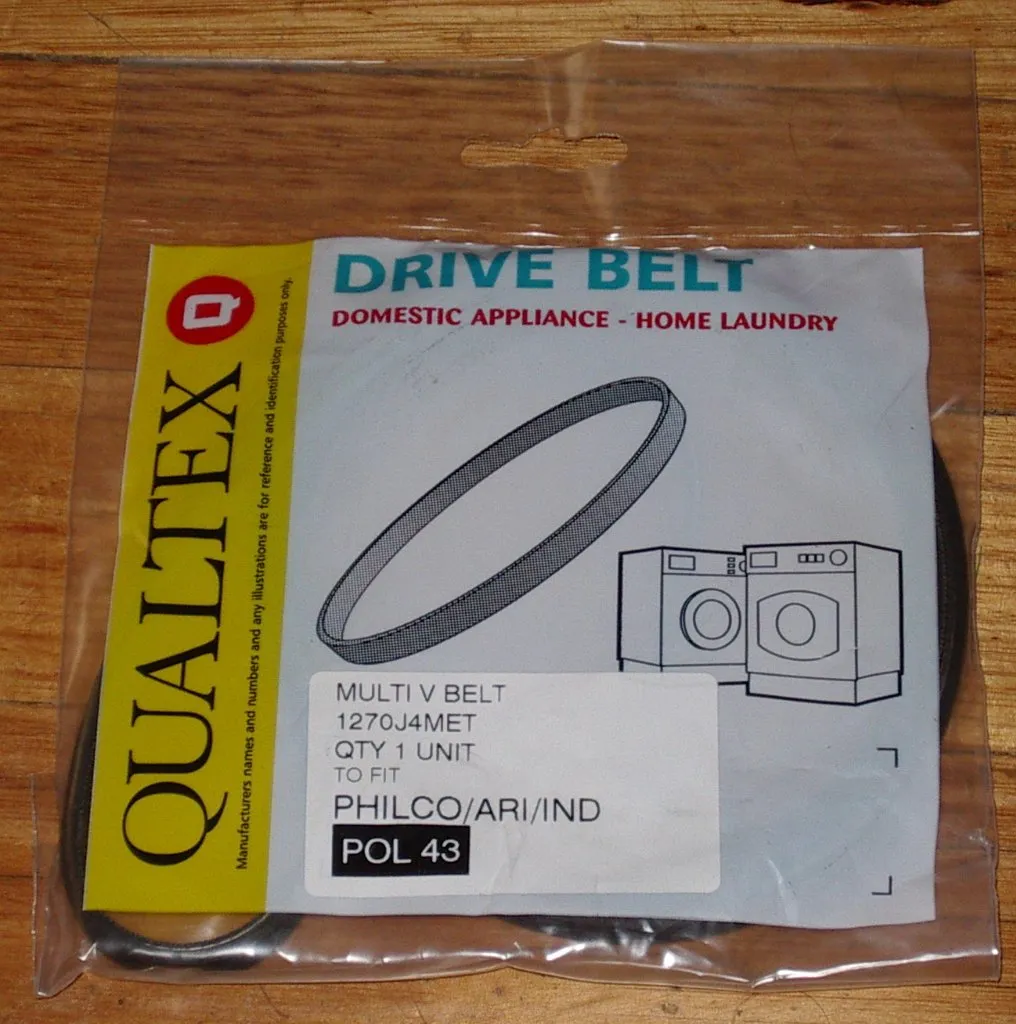 DRIVE BELT
DOMESTIC APPLIANCE - HOME LAUNDRY
Q
QUALTEX
Manufacturers names and numbers and any illustrations are for reference and identification purposes only.
MULTI V BELT
1270J4MET
QTY 1 UNIT
TO FIT
PHILCO/ARI/IND
POL 43